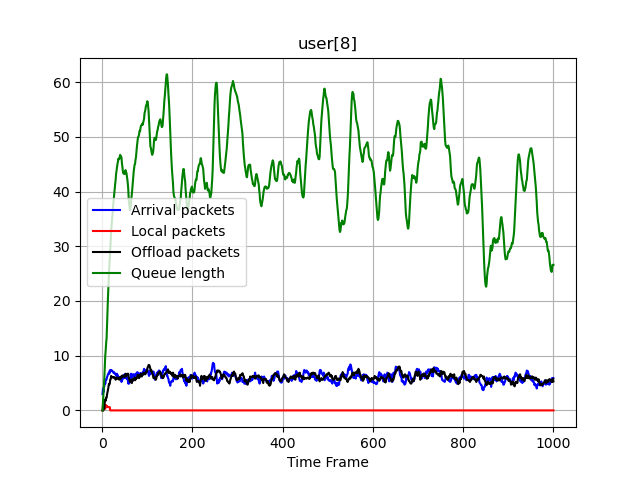 user[8]
60
50
40
30
20
10
0
Arrival packets
Local packets
Offload packets
Queue length
0 200 400 600 800 1000
Time Frame